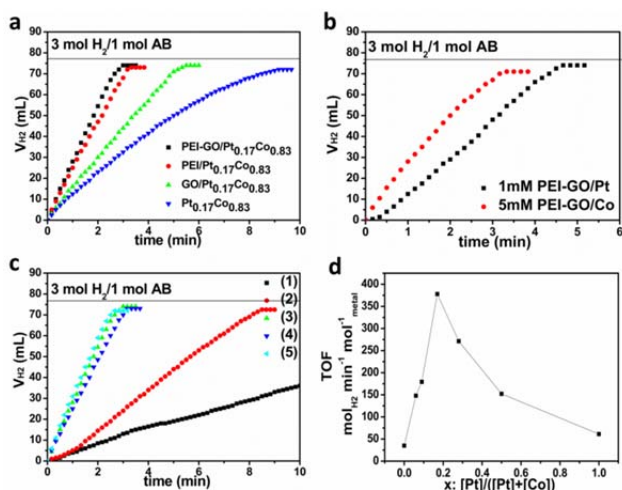 a
3 mol H2/1 mol AB
VH2 (mL)
90
80
70
60
50
40
30
20
10
0
PEI-GO/Pt0.17Co0.83
PEI/Pt0.17Co0.83
GO/Pt0.17Co0.83
Pt0.17Co0.83
0 2 4 6 8 10
time (min)
b
3 mol H2/1 mol AB
VH2 (mL)
90
80
70
60
50
40
30
20
10
0
1mM PEI-GO/Pt
5mM PEI-GO/Co
0 1 2 3 4 5 6 7
time (min)
c
3 mol H2/1 mol AB
VH2 (mL)
90
80
70
60
50
40
30
20
10
0
(1)
(2)
(3)
(4)
(5)
0 2 4 6 8 10
time (min)
d
TOF
molH2 min-1 mol-1metal
400
350
300
250
200
150
100
50
0
0.0 0.2 0.4 0.6 0.8 1.0
x: [Pt]/([Pt]+[Co])